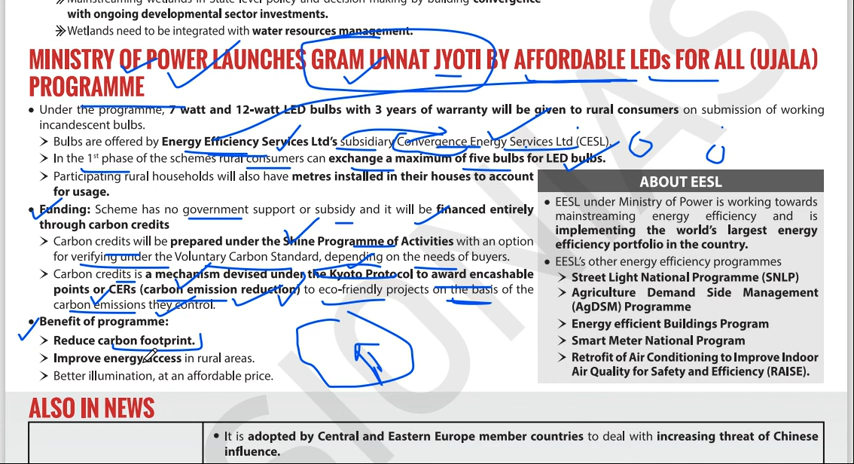 ⮞Mainstreaming wetlands in State level policy and decision making by building convergence
with ongoing developmental sector investments.
⮞Wetlands need to be integrated with water resources management.
MINISTRY OF POWER LAUNCHES GRAM UNNAT JYOTI BY AFFORDABLE LEDs FOR ALL (UJALA)
PROGRAMME
• Under the programme, 7 watt and 12-watt LED bulbs with 3 years of warranty will be given to rural consumers on submission of working
incandescent bulbs.
➤ Bulbs are offered by Energy Efficiency Services Ltd's subsidiary Convergence Energy Services Ltd (CESL).
➤ In the 1st phase of the schemes rural consumers can exchange a maximum of five bulbs for LED bulbs.
➤ Participating rural households will also have metres installed in their houses to account
for usage.
• Funding: Scheme has no government support or subsidy and it will be financed entirely
through carbon credits
➤ Carbon credits will be prepared under the Shine Programme of Activities with an option
for verifying under the Voluntary Carbon Standard, depending on the needs of buyers.
➤ Carbon credits is a mechanism devised under the Kyoto Protocol to award encashable
points or CERs (carbon emission reduction) to eco-friendly projects on the basis of the
carbon emissions they control.
• Benefit of programme:
➤ Reduce carbon footprint.
➤ Improve energy access in rural areas.
➤ Better illumination, at an affordable price.
ABOUT EESL
• EESL under Ministry of Power is working towards
mainstreaming energy efficiency and is
implementing the world's largest energy
efficiency portfolio in the country.
• EESL's other energy efficiency programmes
➤ Street Light National Programme (SNLP)
➤ Agriculture Demand Side Management
(AgDSM) Programme
➤ Energy efficient Buildings Program
➤ Smart Meter National Program
➤ Retrofit of Air Conditioning to Improve Indoor
Air Quality for Safety and Efficiency (RAISE).
ALSO IN NEWS
• It is adopted by Central and Eastern Europe member countries to deal with increasing threat of Chinese
influence.